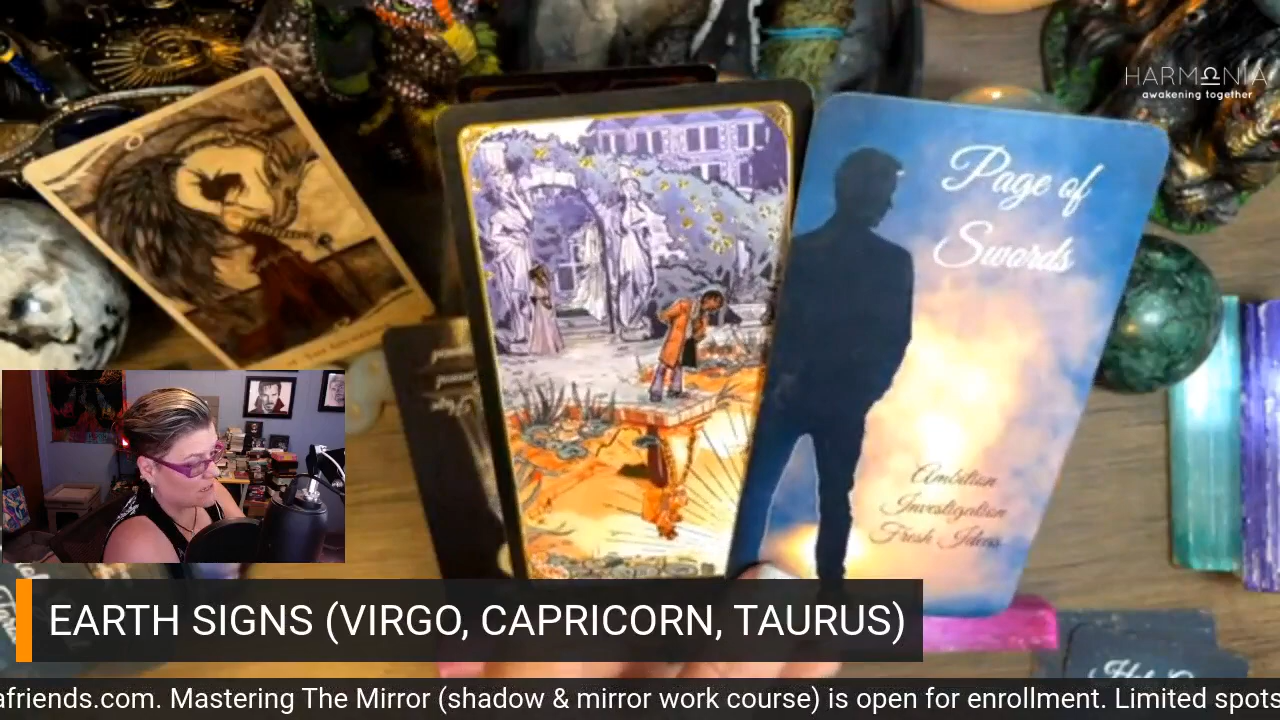 HARMONIA
awakening together
Page of
Swords
Ambition
Investigation
Fresh Ideas
EARTH SIGNS (VIRGO, CAPRICORN, TAURUS)
afriends.com. Mastering The Mirror (shadow & mirror work course) is open for enrollment. Limited spots